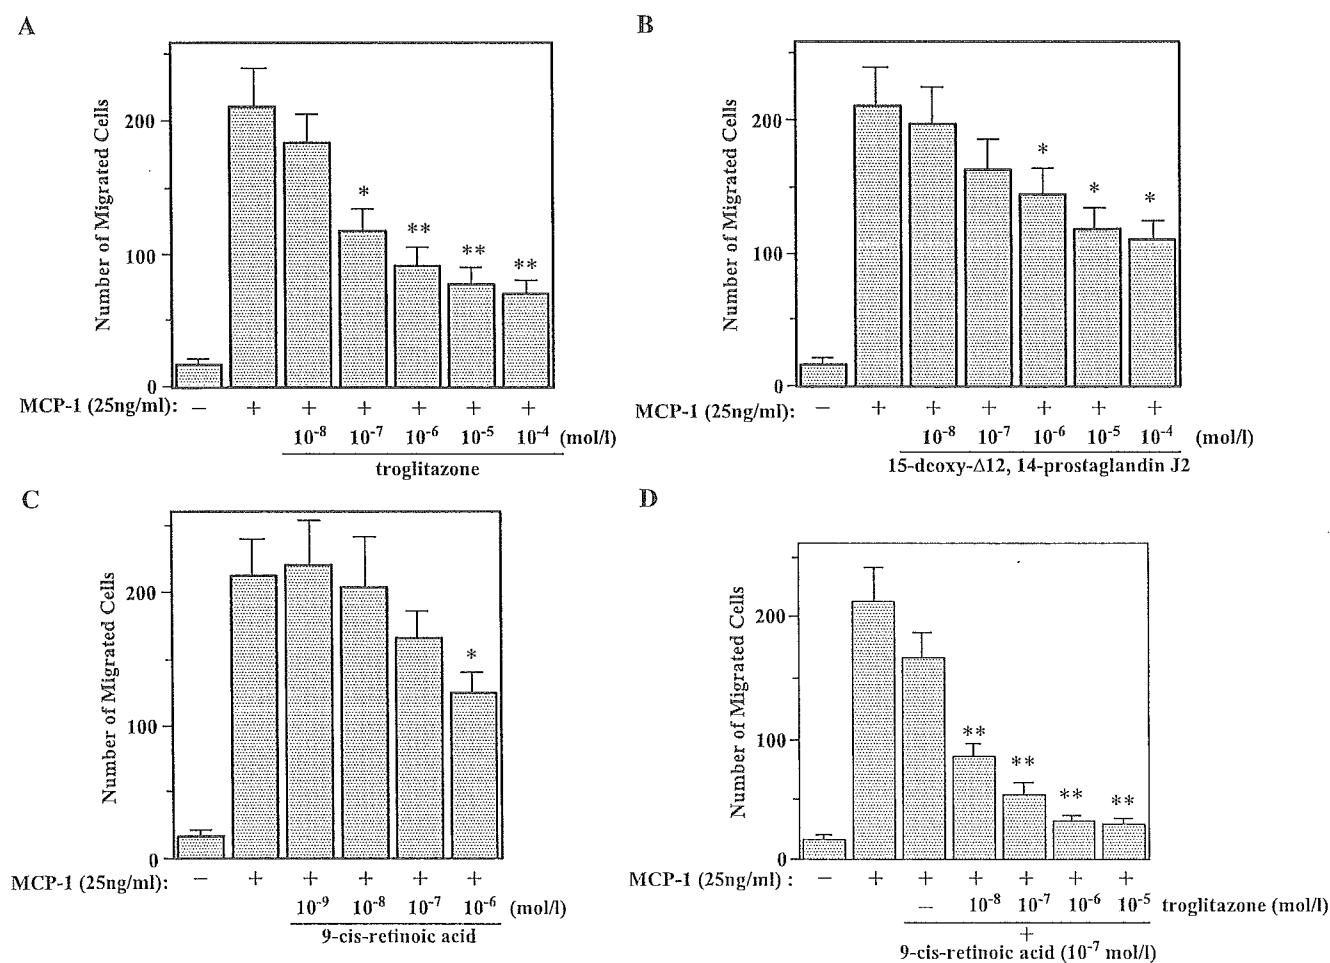 A
Number of Migrated Cells
200
100
0
*
**
**
**
MCP-1 (25ng/ml): − + + + + + +
10-8 10-7 10-6 10-5 10-4 (mol/l)
troglitazone
B
Number of Migrated Cells
200
100
0
*
*
*
MCP-1 (25ng/ml): − + + + + + +
10-8 10-7 10-6 10-5 10-4 (mol/l)
15-deoxy-Δ12, 14-prostaglandin J2
C
Number of Migrated Cells
200
100
0
*
MCP-1 (25ng/ml): − + + + + +
10-9 10-8 10-7 10-6 (mol/l)
9-cis-retinoic acid
D
Number of Migrated Cells
200
100
0
**
**
**
**
MCP-1 (25ng/ml) : − + + + + + +
− 10-8 10-7 10-6 10-5 troglitazone (mol/l)
+
9-cis-retinoic acid (10-7 mol/l)